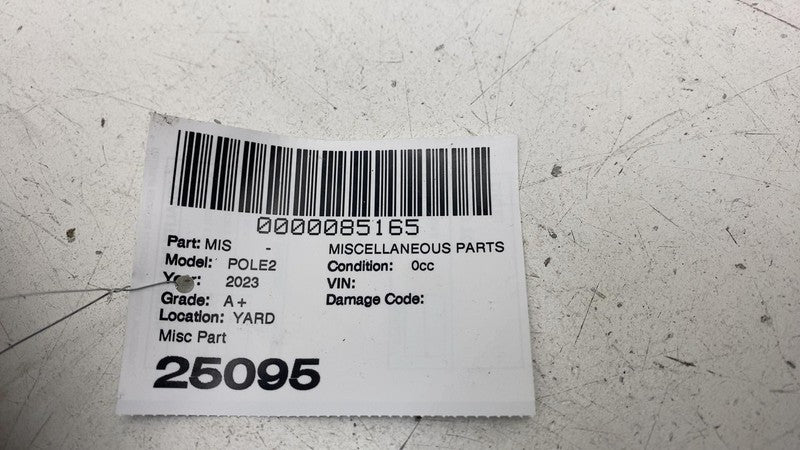 0000085165
Part: MIS - MISCELLANEOUS PARTS
Model: POLE2 Condition: 0cc
Year: 2023 VIN:
Grade: A+ Damage Code:
Location: YARD
Misc Part
25095